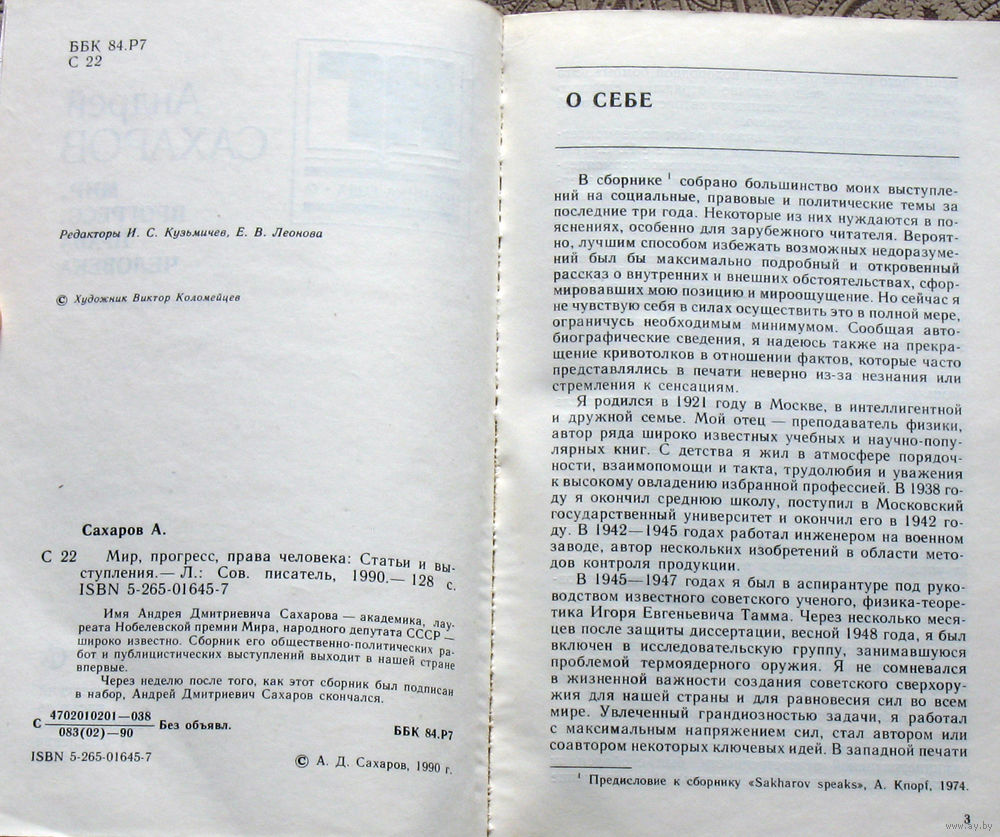 ББК 84.Р7
С 22
Андрей
САХАРОВ
МИР
ПРОГРЕСС
ПРАВА
ЧЕЛОВЕКА
Редакторы И. С. Кузьмичев, Е. В. Леонова
© Художник Виктор Коломейцев
Сахаров А.
С 22 Мир, прогресс, права человека: Статьи и вы-
ступления.— Л.: Сов. писатель, 1990.— 128 с.
ISBN 5-265-01645-7
Имя Андрея Дмитриевича Сахарова — академика, лау-
реата Нобелевской премии Мира, народного депутата СССР —
широко известно. Сборник его общественно-политических ра-
бот и публицистических выступлений выходит в нашей стране
впервые.
Через неделю после того, как этот сборник был подписан
в набор, Андрей Дмитриевич Сахаров скончался.
С 4702010201—038
083(02)—90 Без объявл.
ББК 84.Р7
ISBN 5-265-01645-7
© А. Д. Сахаров, 1990 г.
О СЕБЕ
В сборнике ¹ собрано большинство моих выступле-
ний на социальные, правовые и политические темы за
последние три года. Некоторые из них нуждаются в по-
яснениях, особенно для зарубежного читателя. Вероят-
но, лучшим способом избежать возможных недоразуме-
ний был бы максимально подробный и откровенный
рассказ о внутренних и внешних обстоятельствах, сфор-
мировавших мою позицию и мироощущение. Но сейчас я
не чувствую себя в силах осуществить это в полной мере,
ограничусь необходимым минимумом. Сообщая авто-
биографические сведения, я надеюсь также на прекра-
щение кривотолков в отношении фактов, которые часто
представлялись в печати неверно из-за незнания или
стремления к сенсациям.
Я родился в 1921 году в Москве, в интеллигентной
и дружной семье. Мой отец — преподаватель физики,
автор ряда широко известных учебных и научно-попу-
лярных книг. С детства я жил в атмосфере порядоч-
ности, взаимопомощи и такта, трудолюбия и уважения
к высокому овладению избранной профессией. В 1938 го-
ду я окончил среднюю школу, поступил в Московский
государственный университет и окончил его в 1942 го-
ду. В 1942—1945 годах работал инженером на военном
заводе, автор нескольких изобретений в области мето-
дов контроля продукции.
В 1945—1947 годах я был в аспирантуре под руко-
водством известного советского ученого, физика-теоре-
тика Игоря Евгеньевича Тамма. Через несколько меся-
цев после защиты диссертации, весной 1948 года, я был
включен в исследовательскую группу, занимавшуюся
проблемой термоядерного оружия. Я не сомневался
в жизненной важности создания советского сверхору-
жия для нашей страны и для равновесия сил во всем
мире. Увлеченный грандиозностью задачи, я работал
с максимальным напряжением сил, стал автором или
соавтором некоторых ключевых идей. В западной печати
¹ Предисловие к сборнику «Sakharov speaks», A. Knopf, 1974.
3
www.ay.by